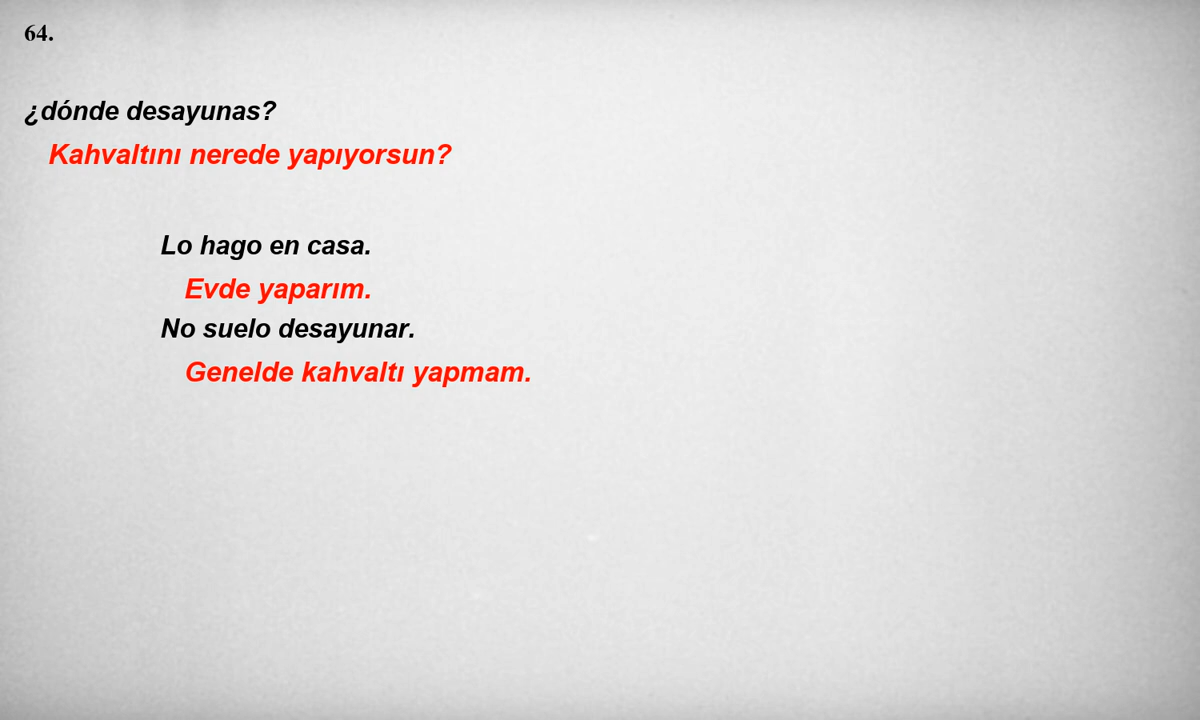 64.
¿dónde desayunas?
Kahvaltını nerede yapıyorsun?
Lo hago en casa.
Evde yaparım.
No suelo desayunar.
Genelde kahvaltı yapmam.